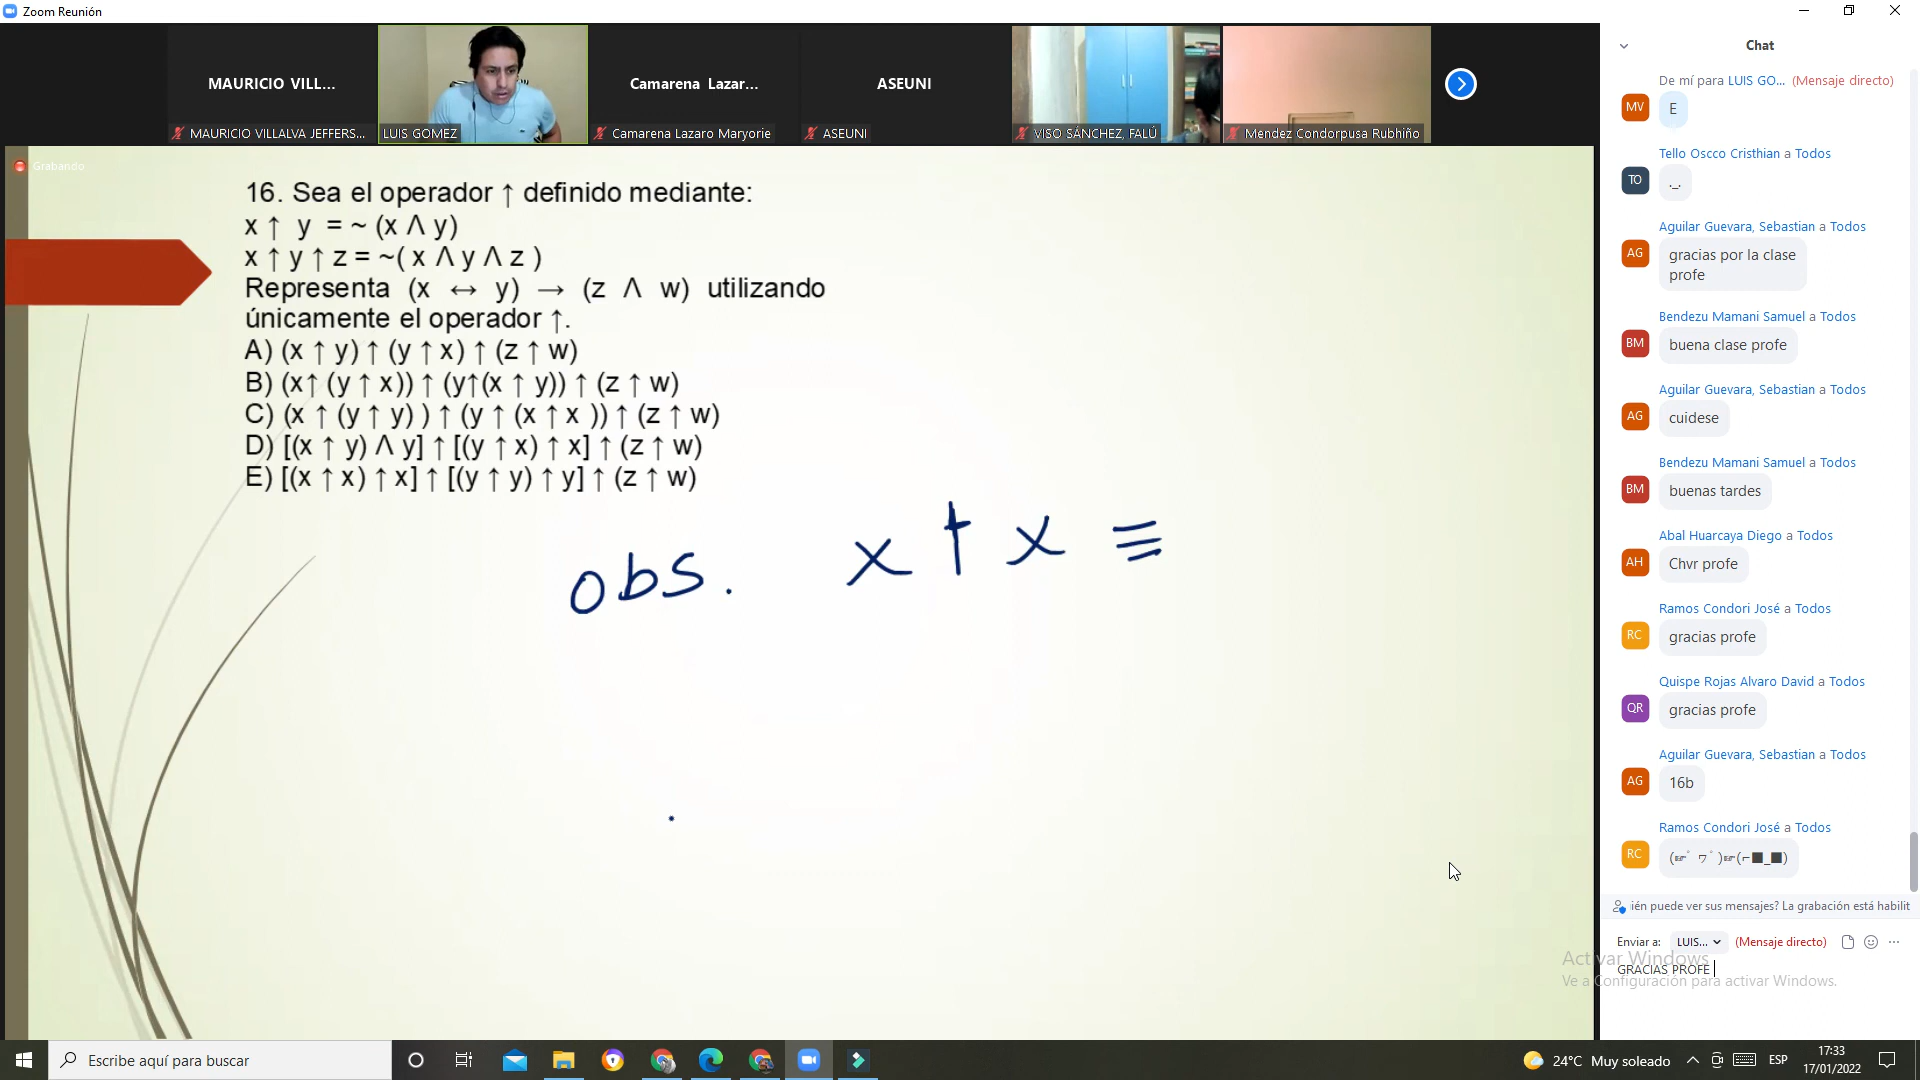 Zoom Reunión
MAURICIO VILL...
MAURICIO VILLALVA JEFFERS...
LUIS GOMEZ
Camarena Lazar...
Camarena Lazaro Maryorie
ASEUNI
ASEUNI
VISO SÁNCHEZ, FALÚ
Mendez Condorpusa Rubhiño
Grabando
16. Sea el operador ↑ definido mediante:
x ↑ y = ~ (x Λ y)
x ↑ y ↑ z = ~( x Λ y Λ z )
Representa (x ↔ y) → (z Λ w) utilizando
únicamente el operador ↑.
A) (x ↑ y) ↑ (y ↑ x) ↑ (z ↑ w)
B) (x↑ (y ↑ x)) ↑ (y↑(x ↑ y)) ↑ (z ↑ w)
C) (x ↑ (y ↑ y) ) ↑ (y ↑ (x ↑ x )) ↑ (z ↑ w)
D) [(x ↑ y) Λ y] ↑ [(y ↑ x) ↑ x] ↑ (z ↑ w)
E) [(x ↑ x) ↑ x] ↑ [(y ↑ y) ↑ y] ↑ (z ↑ w)
obs. x ↑ x ≡
Chat
De mí para LUIS GO... (Mensaje directo)
MV
E
Tello Oscco Cristhian a Todos
TO
._.
Aguilar Guevara, Sebastian a Todos
AG
gracias por la clase
profe
Bendezu Mamani Samuel a Todos
BM
buena clase profe
Aguilar Guevara, Sebastian a Todos
AG
cuidese
Bendezu Mamani Samuel a Todos
BM
buenas tardes
Abal Huarcaya Diego a Todos
AH
Chvr profe
Ramos Condori José a Todos
RC
gracias profe
Quispe Rojas Alvaro David a Todos
QR
gracias profe
Aguilar Guevara, Sebastian a Todos
AG
16b
Ramos Condori José a Todos
RC
(☞ﾟヮﾟ)☞(⌐■_■)
ién puede ver sus mensajes? La grabación está habilit
Enviar a: LUIS... (Mensaje directo)
Activar Windows
GRACIAS PROFE
Ve a Configuración para activar Windows.
Escribe aquí para buscar
24°C Muy soleado
ESP
17:33
17/01/2022